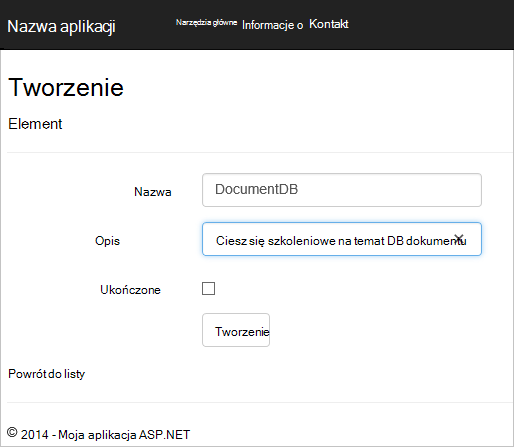 Nazwa aplikacji Narzędzia główne Informacje o Kontakt
Tworzenie
Element
Nazwa DocumentDB
Opis Ciesz się szkoleniowe na temat DB dokumentu
Ukończone
Tworzenie
Powrót do listy
© 2014 - Moja aplikacja ASP.NET